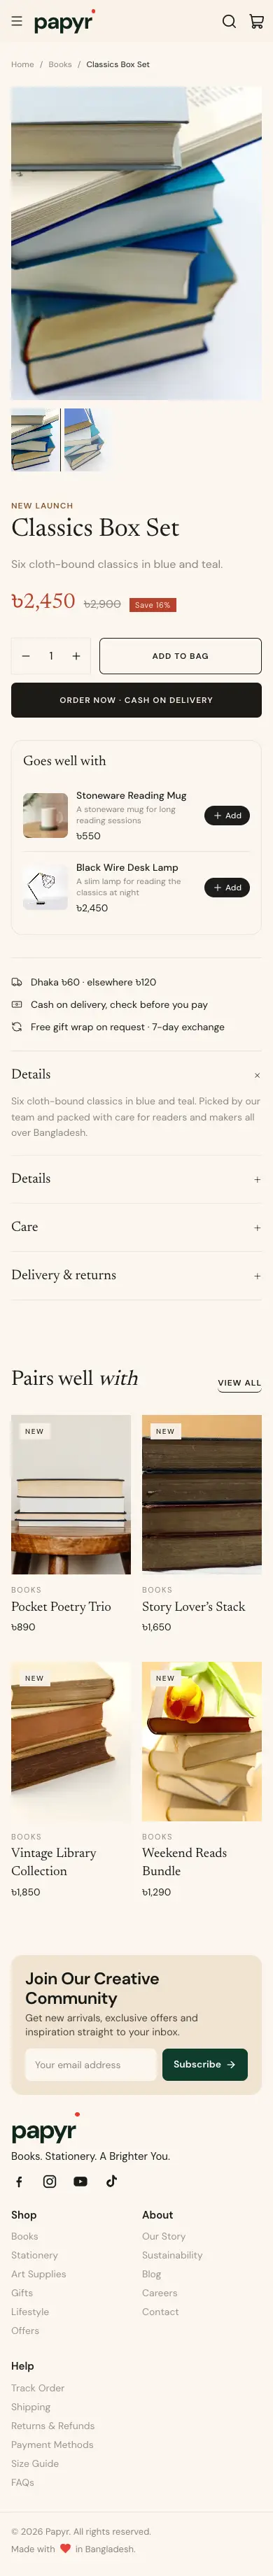 papyr
Home / Books / Classics Box Set
NEW LAUNCH
Classics Box Set
Six cloth-bound classics in blue and teal.
৳2,450 ৳2,900 Save 16%
1
ADD TO BAG
ORDER NOW · CASH ON DELIVERY
Goes well with
Stoneware Reading Mug
A stoneware mug for long
reading sessions
৳550
Add
Black Wire Desk Lamp
A slim lamp for reading the
classics at night
৳2,450
Add
Dhaka ৳60 · elsewhere ৳120
Cash on delivery, check before you pay
Free gift wrap on request · 7-day exchange
Details
Six cloth-bound classics in blue and teal. Picked by our
team and packed with care for readers and makers all
over Bangladesh.
Details
Care
Delivery & returns
Pairs well with
VIEW ALL
NEW
BOOKS
Pocket Poetry Trio
৳890
NEW
BOOKS
Story Lover's Stack
৳1,650
NEW
BOOKS
Vintage Library
Collection
৳1,850
NEW
BOOKS
Weekend Reads
Bundle
৳1,290
Join Our Creative
Community
Get new arrivals, exclusive offers and
inspiration straight to your inbox.
Your email address
Subscribe →
papyr
Books. Stationery. A Brighter You.
Shop
Books
Stationery
Art Supplies
Gifts
Lifestyle
Offers
About
Our Story
Sustainability
Blog
Careers
Contact
Help
Track Order
Shipping
Returns & Refunds
Payment Methods
Size Guide
FAQs
© 2026 Papyr. All rights reserved.
Made with ❤ in Bangladesh.